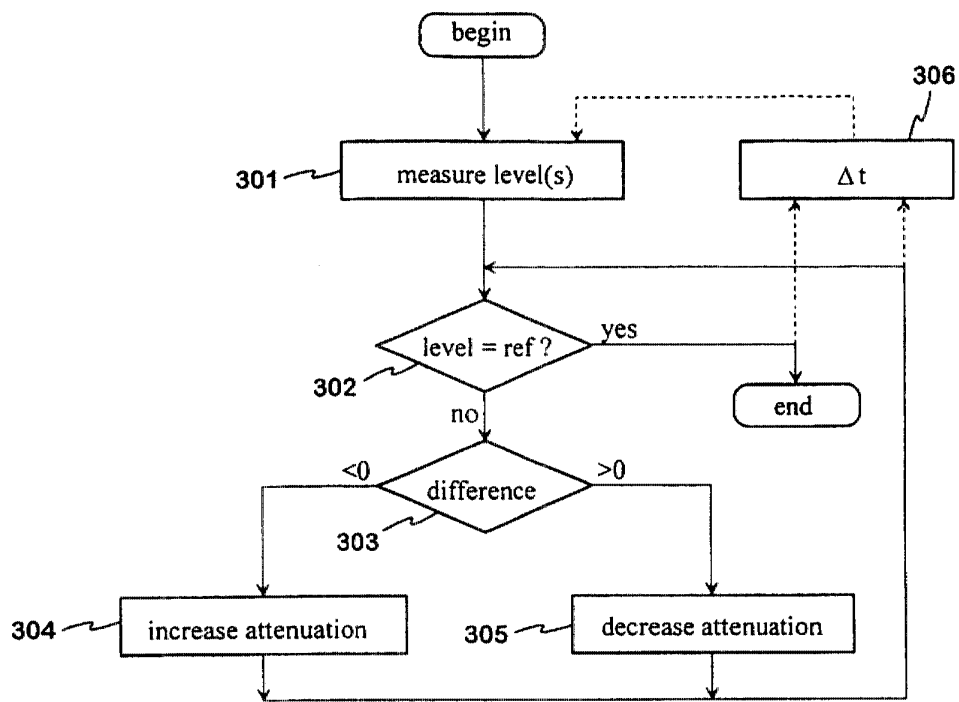 begin
306
301
measure level(s)
Δt
level = ref ?
yes
302
end
no
<0
>0
difference
303
304
increase attenuation
305
decrease attenuation